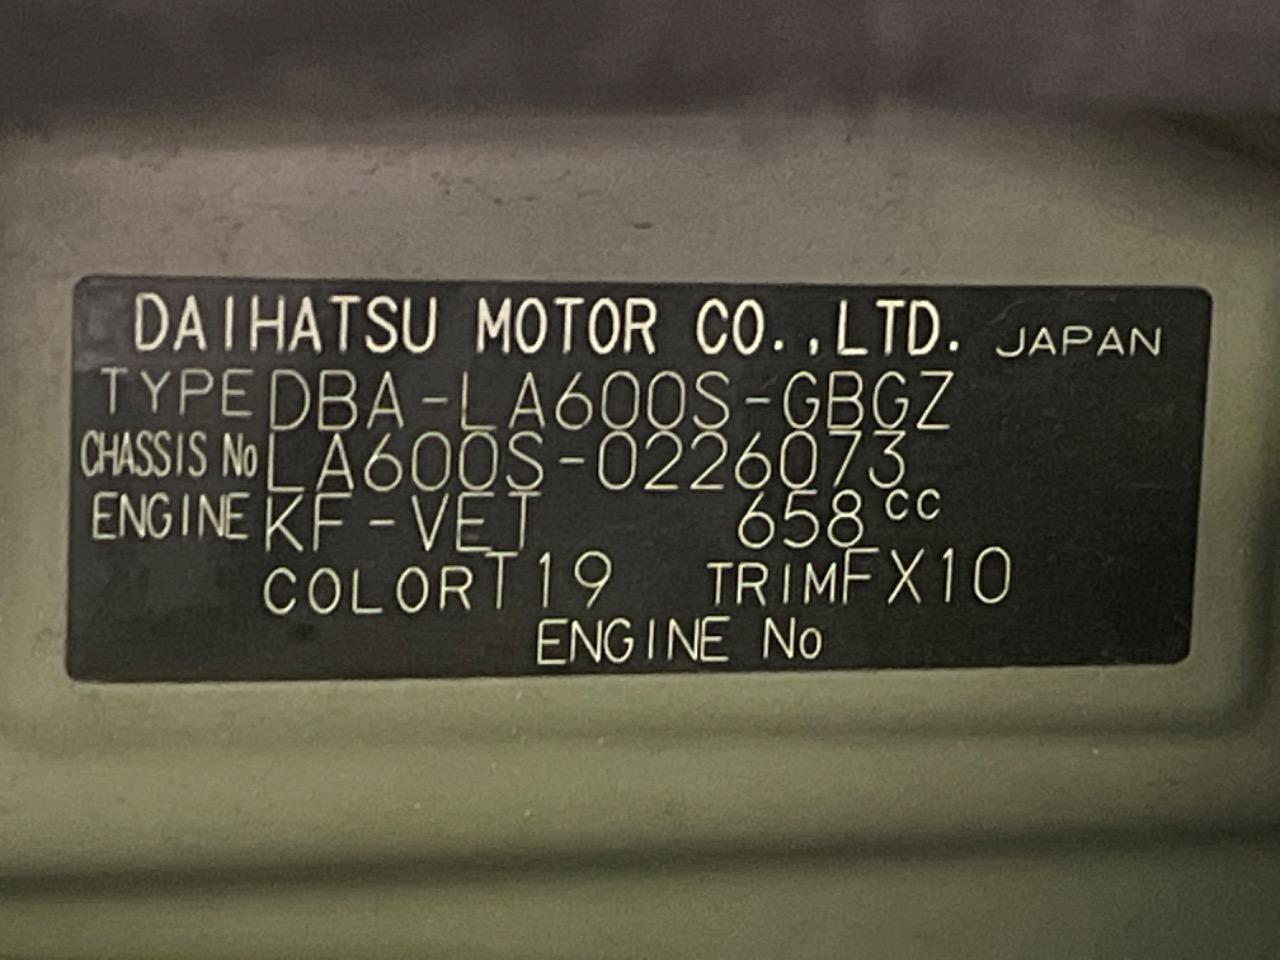 DAIHATSU MOTOR CO.,LTD. JAPAN
TYPE DBA-LA600S-GBGZ
CHASSIS No LA600S-0226073
ENGINE KF-VET 658cc
COLOR T19 TRIM FX10
ENGINE No